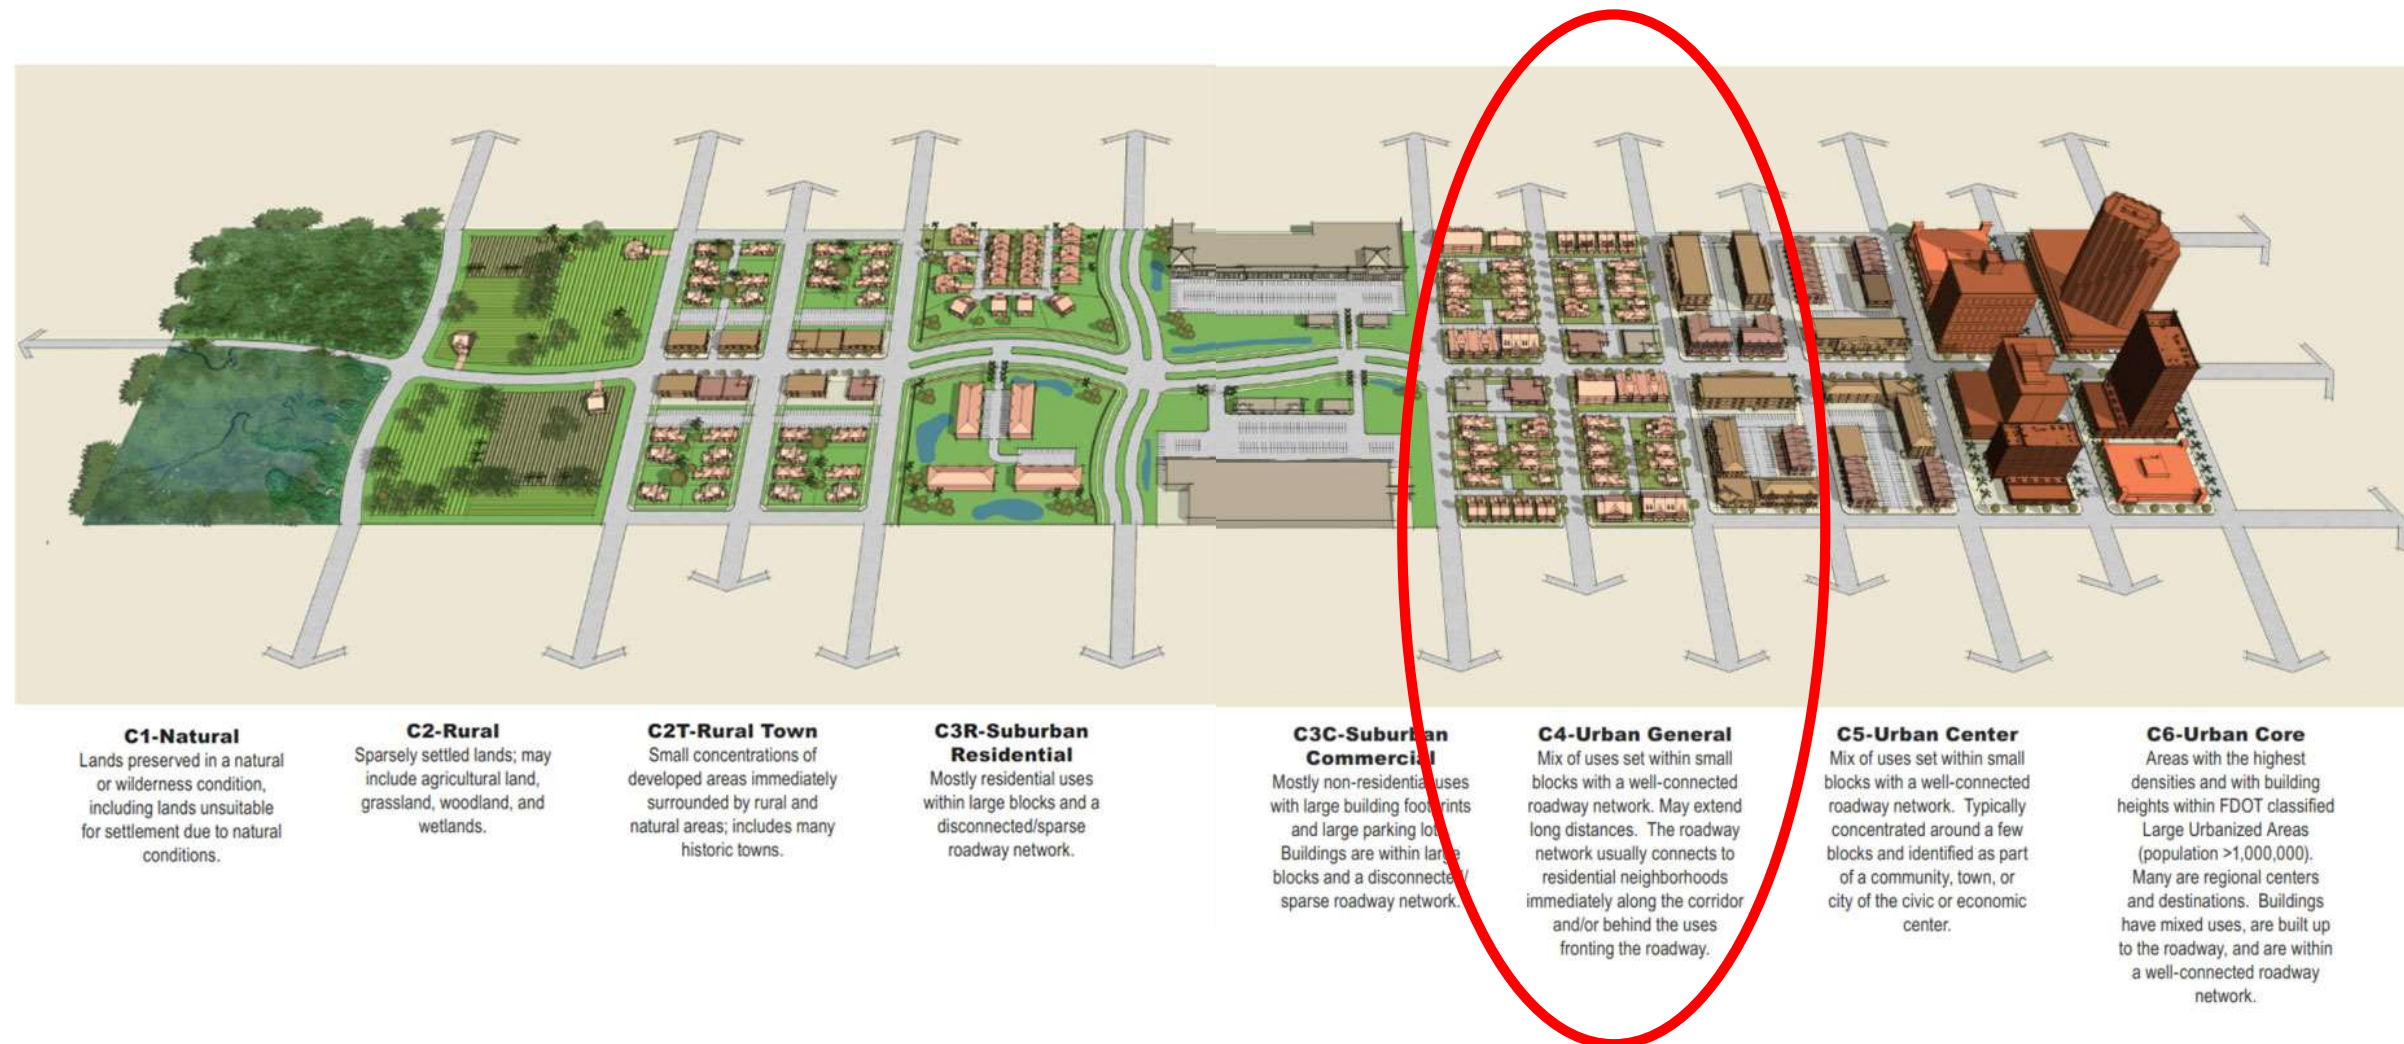 C1-Natural
Lands preserved in a natural
or wilderness condition,
including lands unsuitable
for settlement due to natural
conditions.
C2-Rural
Sparsely settled lands; may
include agricultural land,
grassland, woodland, and
wetlands.
C2T-Rural Town
Small concentrations of
developed areas immediately
surrounded by rural and
natural areas; includes many
historic towns.
C3R-Suburban
Residential
Mostly residential uses
within large blocks and a
disconnected/sparse
roadway network.
C3C-Suburban
Commercial
Mostly non-residential uses
with large building footprints
and large parking lots.
Buildings are within large
blocks and a disconnected/
sparse roadway network.
C4-Urban General
Mix of uses set within small
blocks with a well-connected
roadway network. May extend
long distances. The roadway
network usually connects to
residential neighborhoods
immediately along the corridor
and/or behind the uses
fronting the roadway.
C5-Urban Center
Mix of uses set within small
blocks with a well-connected
roadway network. Typically
concentrated around a few
blocks and identified as part
of a community, town, or
city of the civic or economic
center.
C6-Urban Core
Areas with the highest
densities and with building
heights within FDOT classified
Large Urbanized Areas
(population >1,000,000).
Many are regional centers
and destinations. Buildings
have mixed uses, are built up
to the roadway, and are within
a well-connected roadway
network.